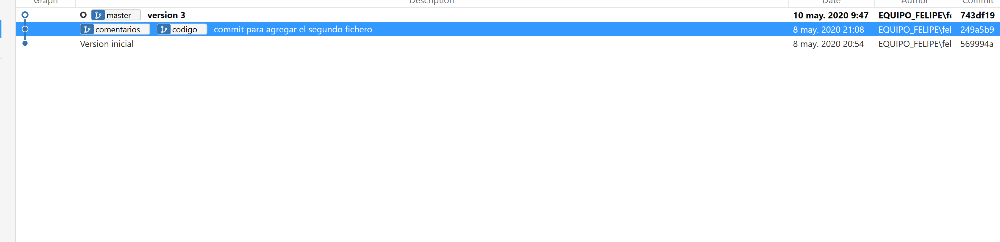 Graph Description Date Author Commit
master version 3 10 may. 2020 9:47 EQUIPO_FELIPE\fe 743df19
comentarios codigo commit para agregar el segundo fichero 8 may. 2020 21:08 EQUIPO_FELIPE\fel 249a5b9
Version inicial 8 may. 2020 20:54 EQUIPO_FELIPE\fel 569994a